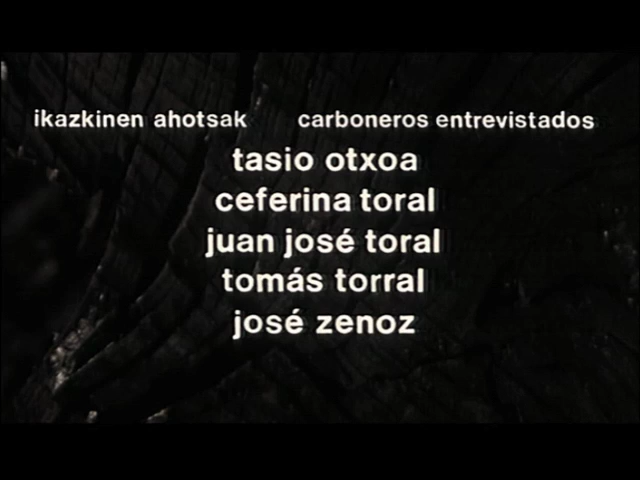 ikazkinen ahotsak carboneros entrevistados
tasio otxoa
ceferina toral
juan josé toral
tomás torral
josé zenoz